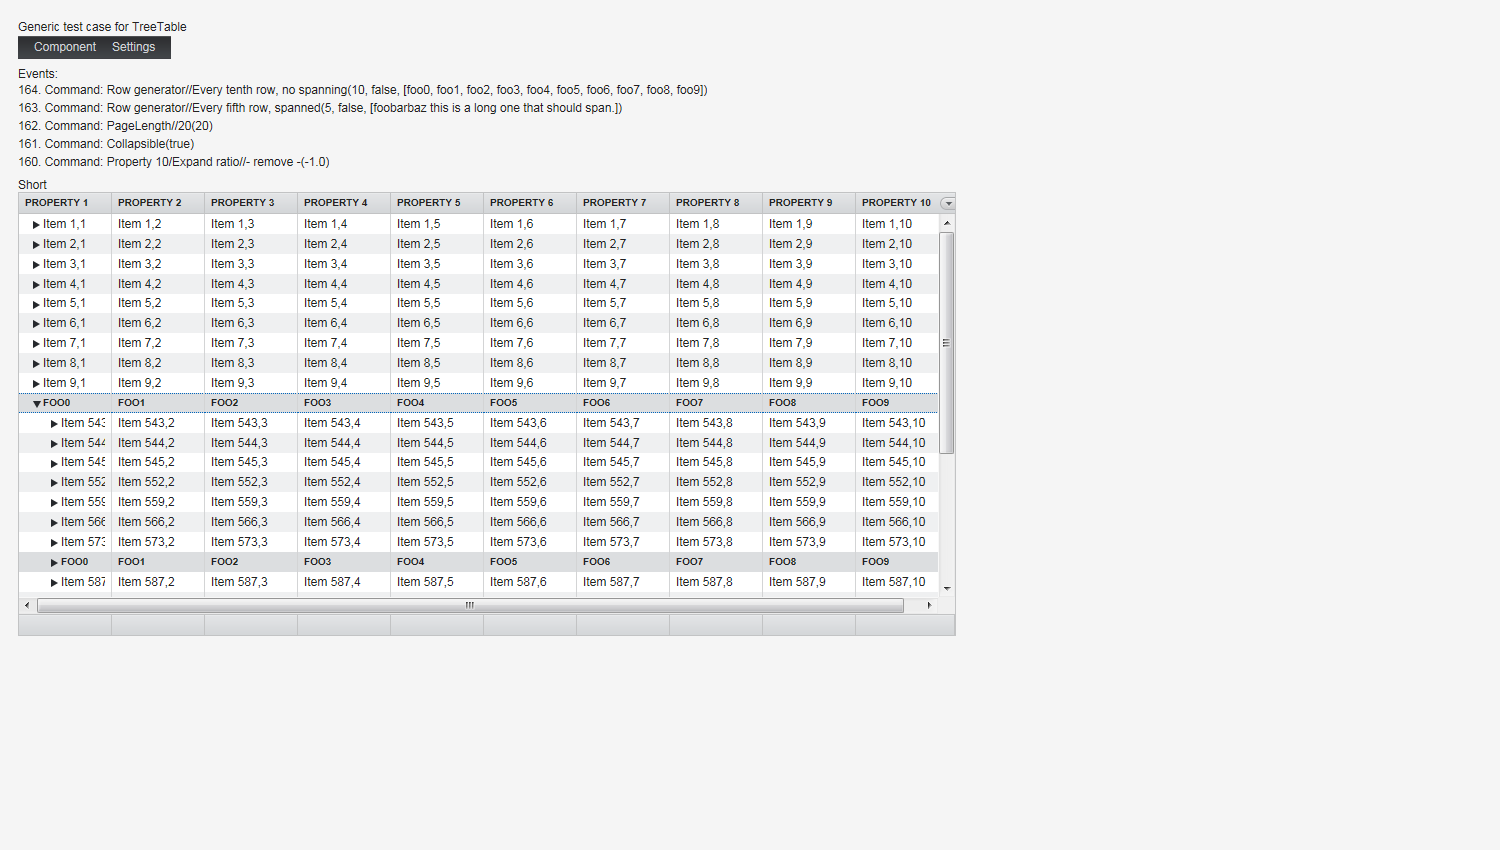 Generic test case for TreeTable
Component Settings
Events:
164. Command: Row generator//Every tenth row, no spanning(10, false, [foo0, foo1, foo2, foo3, foo4, foo5, foo6, foo7, foo8, foo9])
163. Command: Row generator//Every fifth row, spanned(5, false, [foobarbaz this is a long one that should span.])
162. Command: PageLength//20(20)
161. Command: Collapsible(true)
160. Command: Property 10/Expand ratio//- remove -(-1.0)
Short
PROPERTY 1 PROPERTY 2 PROPERTY 3 PROPERTY 4 PROPERTY 5 PROPERTY 6 PROPERTY 7 PROPERTY 8 PROPERTY 9 PROPERTY 10
Item 1,1 Item 1,2 Item 1,3 Item 1,4 Item 1,5 Item 1,6 Item 1,7 Item 1,8 Item 1,9 Item 1,10
Item 2,1 Item 2,2 Item 2,3 Item 2,4 Item 2,5 Item 2,6 Item 2,7 Item 2,8 Item 2,9 Item 2,10
Item 3,1 Item 3,2 Item 3,3 Item 3,4 Item 3,5 Item 3,6 Item 3,7 Item 3,8 Item 3,9 Item 3,10
Item 4,1 Item 4,2 Item 4,3 Item 4,4 Item 4,5 Item 4,6 Item 4,7 Item 4,8 Item 4,9 Item 4,10
Item 5,1 Item 5,2 Item 5,3 Item 5,4 Item 5,5 Item 5,6 Item 5,7 Item 5,8 Item 5,9 Item 5,10
Item 6,1 Item 6,2 Item 6,3 Item 6,4 Item 6,5 Item 6,6 Item 6,7 Item 6,8 Item 6,9 Item 6,10
Item 7,1 Item 7,2 Item 7,3 Item 7,4 Item 7,5 Item 7,6 Item 7,7 Item 7,8 Item 7,9 Item 7,10
Item 8,1 Item 8,2 Item 8,3 Item 8,4 Item 8,5 Item 8,6 Item 8,7 Item 8,8 Item 8,9 Item 8,10
Item 9,1 Item 9,2 Item 9,3 Item 9,4 Item 9,5 Item 9,6 Item 9,7 Item 9,8 Item 9,9 Item 9,10
FOO0 FOO1 FOO2 FOO3 FOO4 FOO5 FOO6 FOO7 FOO8 FOO9
Item 543 Item 543,2 Item 543,3 Item 543,4 Item 543,5 Item 543,6 Item 543,7 Item 543,8 Item 543,9 Item 543,10
Item 544 Item 544,2 Item 544,3 Item 544,4 Item 544,5 Item 544,6 Item 544,7 Item 544,8 Item 544,9 Item 544,10
Item 545 Item 545,2 Item 545,3 Item 545,4 Item 545,5 Item 545,6 Item 545,7 Item 545,8 Item 545,9 Item 545,10
Item 552 Item 552,2 Item 552,3 Item 552,4 Item 552,5 Item 552,6 Item 552,7 Item 552,8 Item 552,9 Item 552,10
Item 559 Item 559,2 Item 559,3 Item 559,4 Item 559,5 Item 559,6 Item 559,7 Item 559,8 Item 559,9 Item 559,10
Item 566 Item 566,2 Item 566,3 Item 566,4 Item 566,5 Item 566,6 Item 566,7 Item 566,8 Item 566,9 Item 566,10
Item 573 Item 573,2 Item 573,3 Item 573,4 Item 573,5 Item 573,6 Item 573,7 Item 573,8 Item 573,9 Item 573,10
FOO0 FOO1 FOO2 FOO3 FOO4 FOO5 FOO6 FOO7 FOO8 FOO9
Item 587 Item 587,2 Item 587,3 Item 587,4 Item 587,5 Item 587,6 Item 587,7 Item 587,8 Item 587,9 Item 587,10